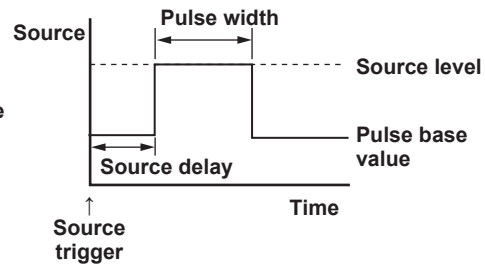 Pulse width
Source
Source level
e
Pulse base
value
Source delay
Time
↑
Source
trigger